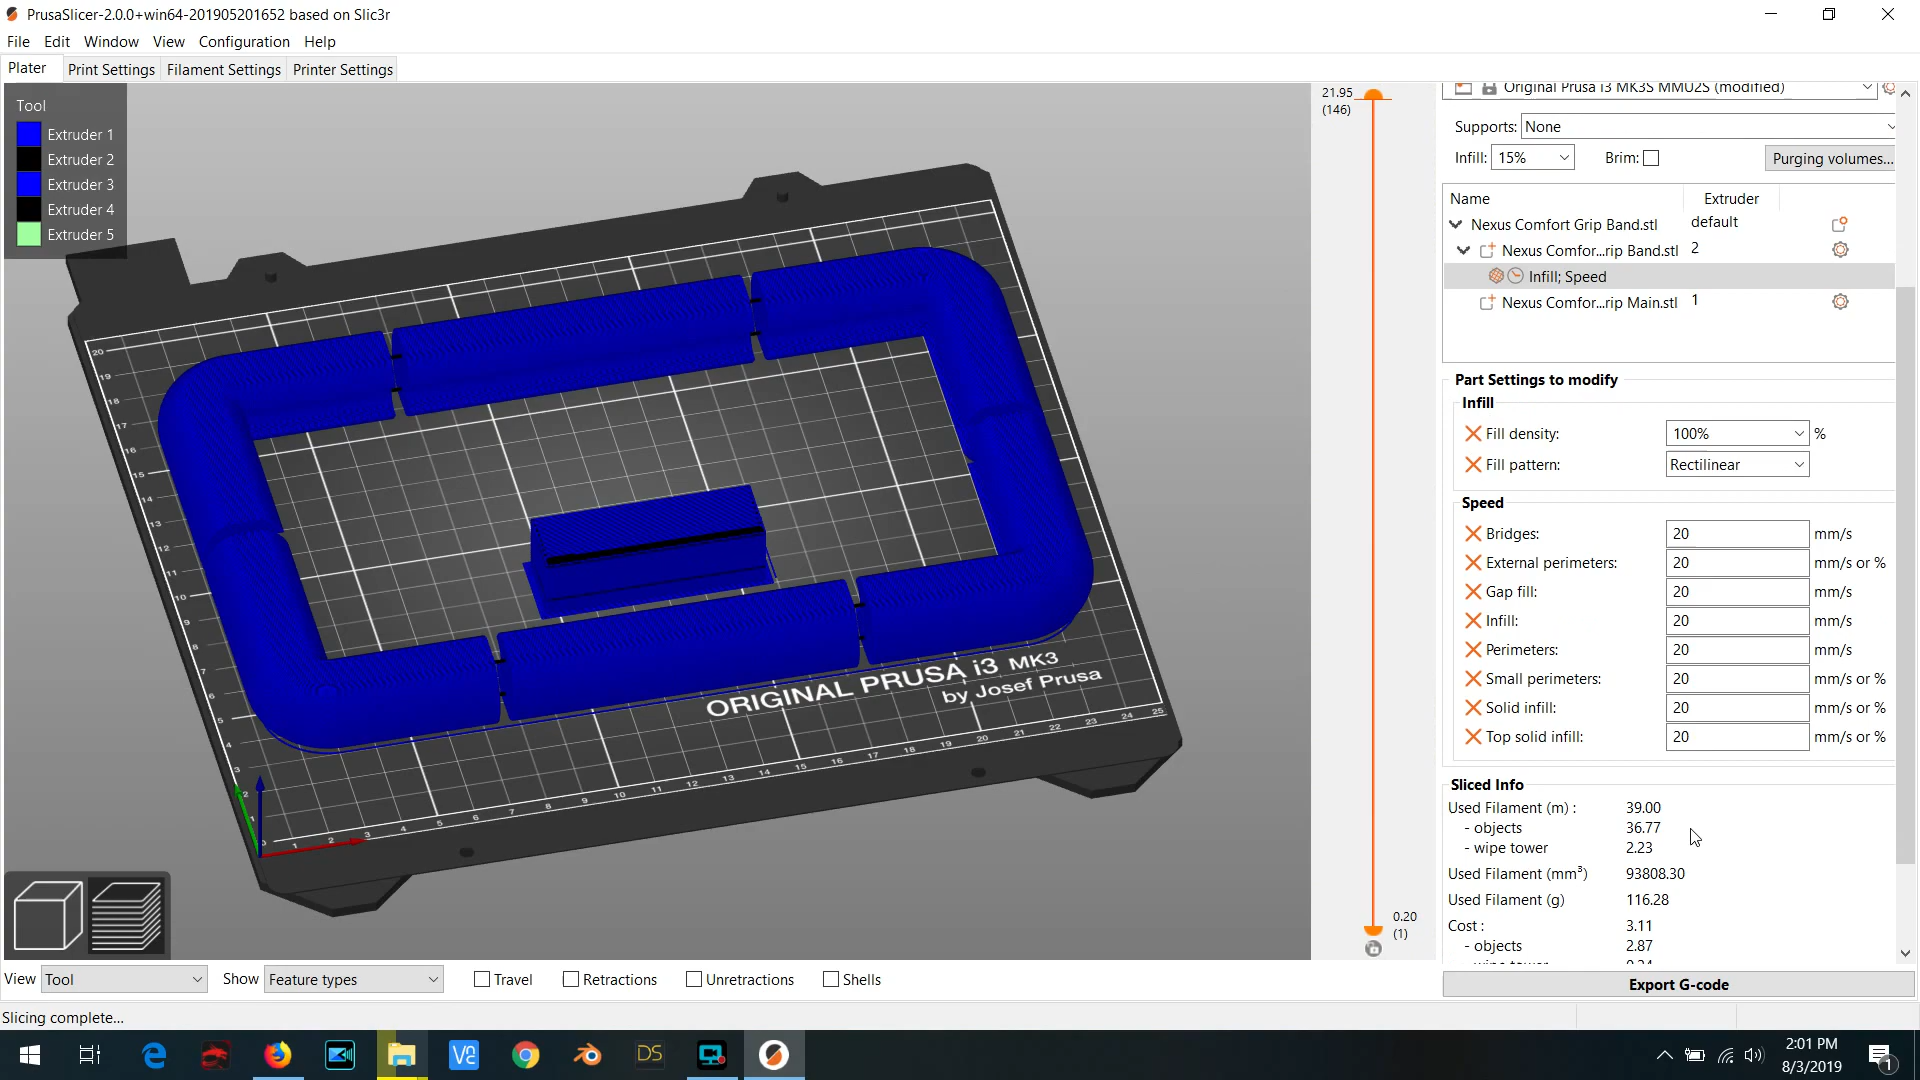 PrusaSlicer-2.0.0+win64-201905201652 based on Slic3r
File Edit Window View Configuration Help
Plater Print Settings Filament Settings Printer Settings
Tool
Extruder 1
Extruder 2
Extruder 3
Extruder 4
Extruder 5
ORIGINAL PRUSA i3 MK3
by Josef Prusa
21.95
(146)
0.20
(1)
Original Prusa i3 MK3S MMU2S (modified)
Supports: None
Infill: 15% Brim: Purging volumes...
Name Extruder
Nexus Comfort Grip Band.stl default
Nexus Comfor...rip Band.stl 2
Infill; Speed
Nexus Comfor...rip Main.stl 1
Part Settings to modify
Infill
Fill density: 100% %
Fill pattern: Rectilinear
Speed
Bridges: 20 mm/s
External perimeters: 20 mm/s or %
Gap fill: 20 mm/s
Infill: 20 mm/s
Perimeters: 20 mm/s
Small perimeters: 20 mm/s or %
Solid infill: 20 mm/s or %
Top solid infill: 20 mm/s or %
Sliced Info
Used Filament (m) : 39.00
- objects 36.77
- wipe tower 2.23
Used Filament (mm³) 93808.30
Used Filament (g) 116.28
Cost : 3.11
- objects 2.87
Export G-code
View Tool Show Feature types Travel Retractions Unretractions Shells
Slicing complete...
DS
2:01 PM
8/3/2019
1